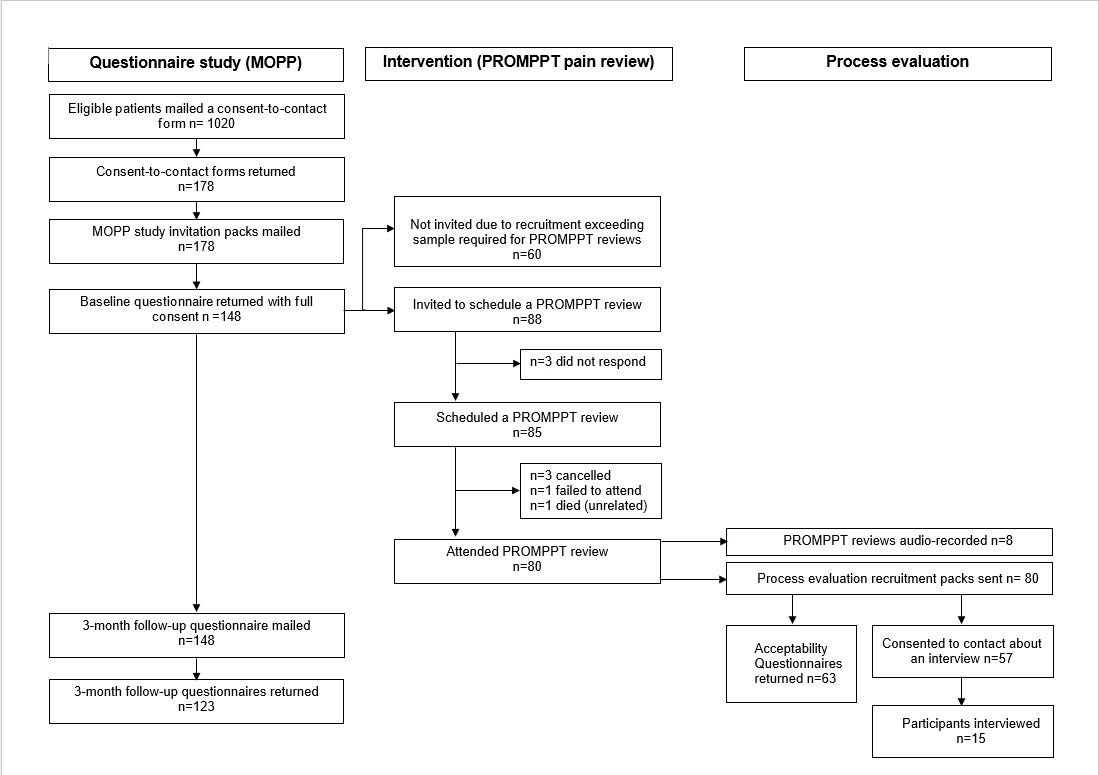 Questionnaire study (MOPP)
Intervention (PROMPPT pain review)
Process evaluation
Eligible patients mailed a consent-to-contact
form n= 1020
Consent-to-contact forms returned
n=178
MOPP study invitation packs mailed
n=178
Baseline questionnaire returned with full
consent n =148
Not invited due to recruitment exceeding
sample required for PROMPPT reviews
n=60
Invited to schedule a PROMPPT review
n=88
n=3 did not respond
Scheduled a PROMPPT review
n=85
n=3 cancelled
n=1 failed to attend
n=1 died (unrelated)
Attended PROMPPT review
n=80
PROMPPT reviews audio-recorded n=8
Process evaluation recruitment packs sent n= 80
Acceptability
Questionnaires
returned n=63
Consented to contact about
an interview n=57
Participants interviewed
n=15
3-month follow-up questionnaire mailed
n=148
3-month follow-up questionnaires returned
n=123